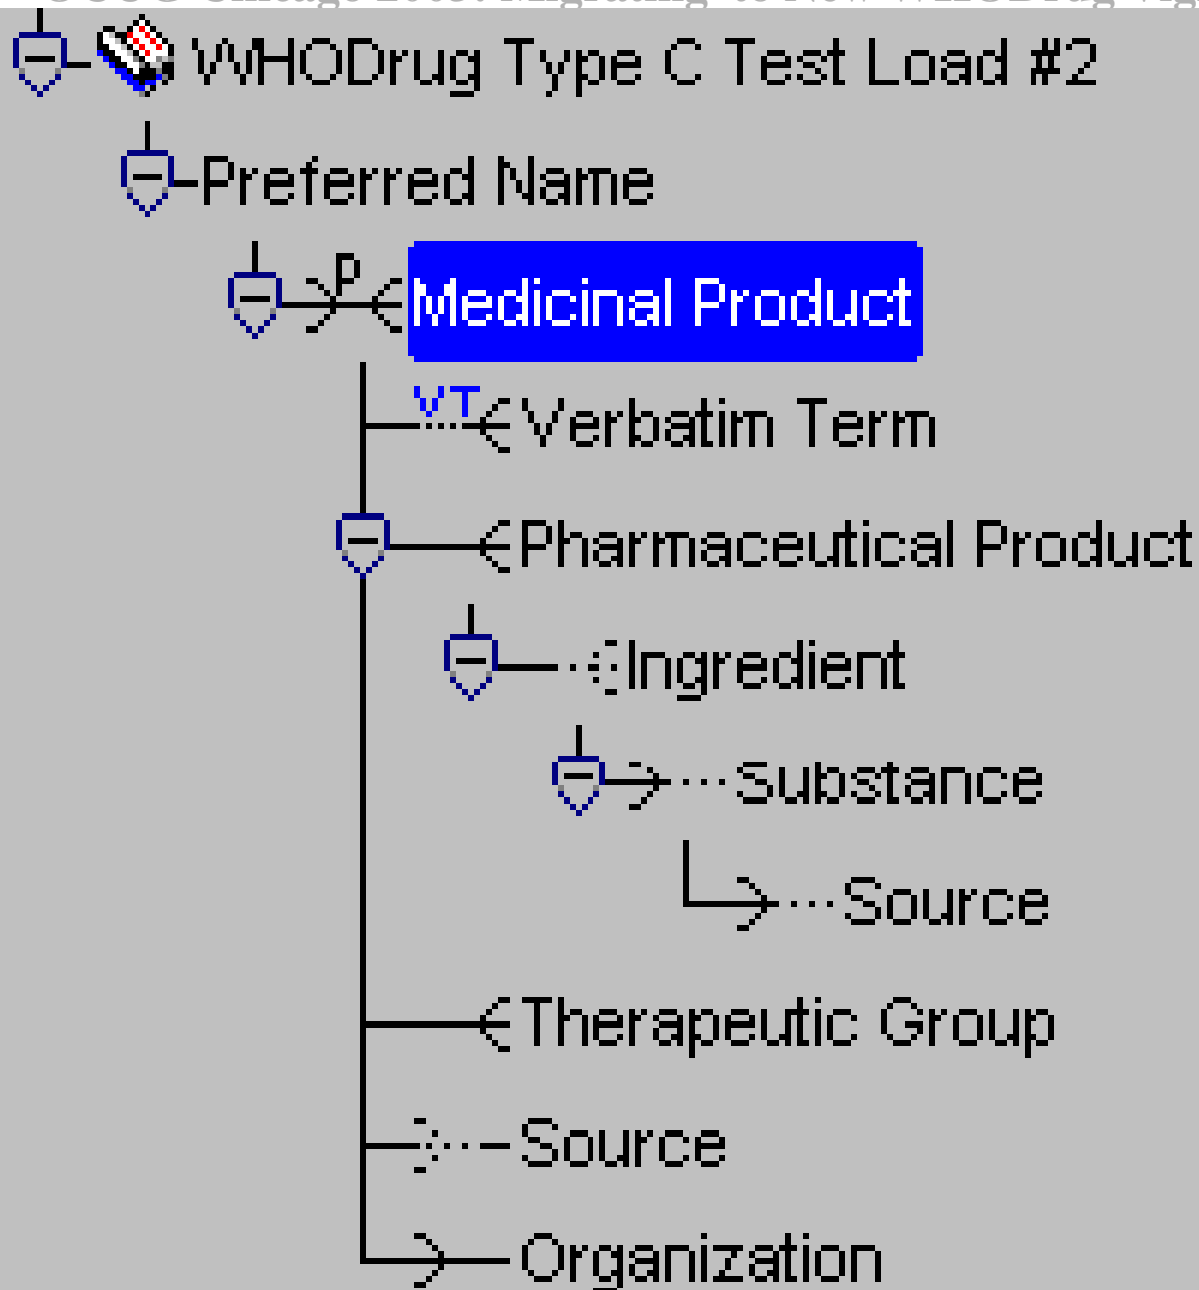 WHODrug Type C Test Load #2
Preferred Name
p
Medicinal Product
VT
Verbatim Term
Pharmaceutical Product
Ingredient
Substance
Source
Therapeutic Group
Source
Organization